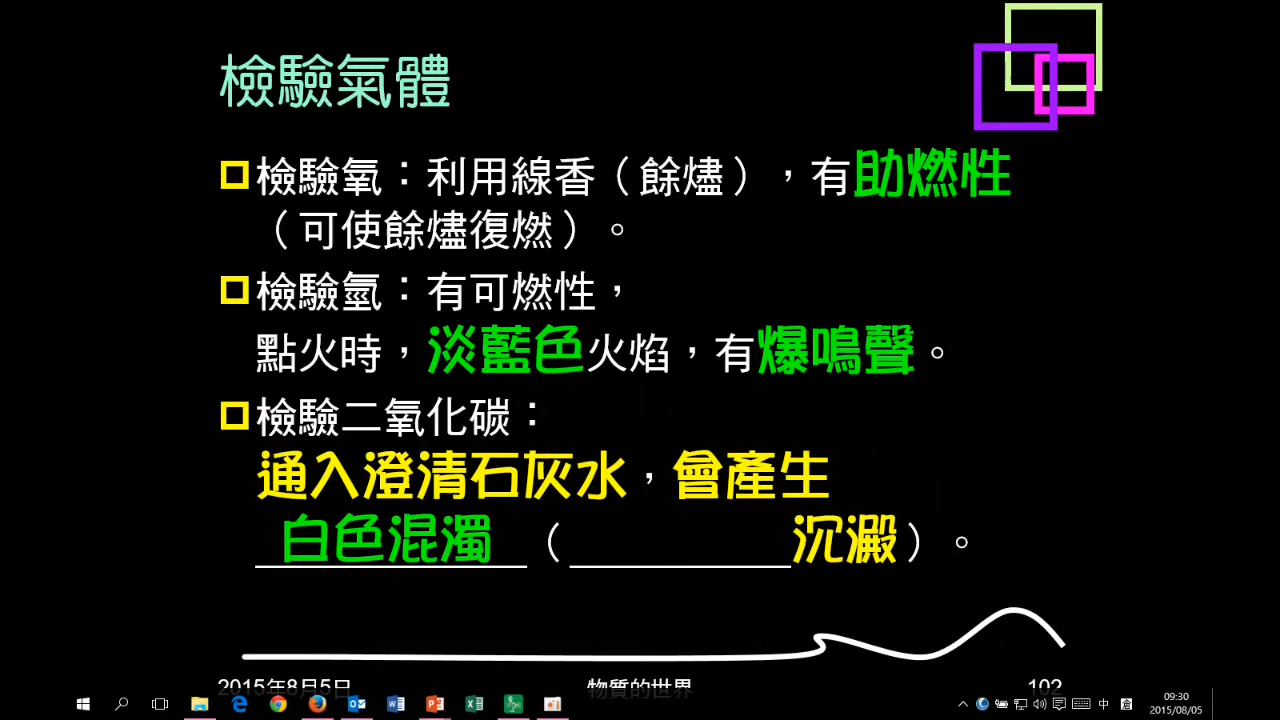 檢驗氣體
檢驗氧：利用線香（餘燼），有助燃性
（可使餘燼復燃）。
檢驗氫：有可燃性，
點火時，淡藍色火焰，有爆鳴聲。
檢驗二氧化碳：
通入澄清石灰水，會產生
白色混濁（　　　　沉澱）。
2015年8月5日
物質的世界
102
中
09:30
2015/08/05